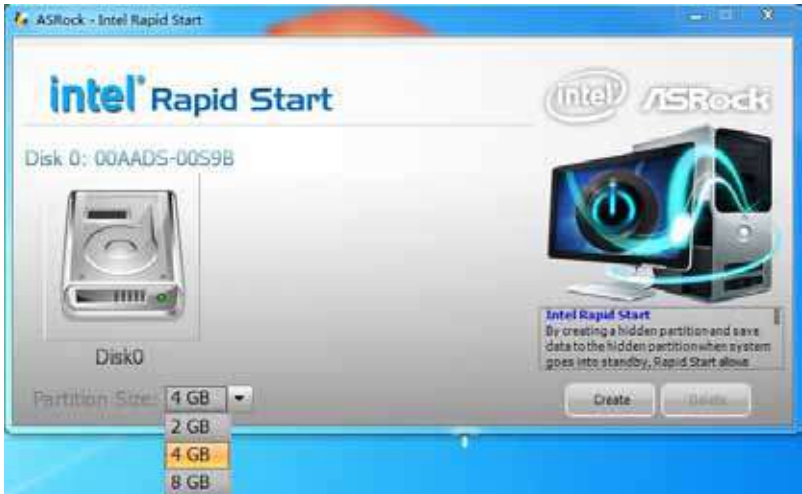 ASRock - Intel Rapid Start
intel Rapid Start
intel ASRock
Disk 0: 00AADS-00S9B
Disk0
Intel Rapid Start
By creating a hidden partition and save
data to the hidden partition when system
goes into standby, Rapid Start allows
Partition Size: 4 GB
2 GB
4 GB
8 GB
Create
Delete